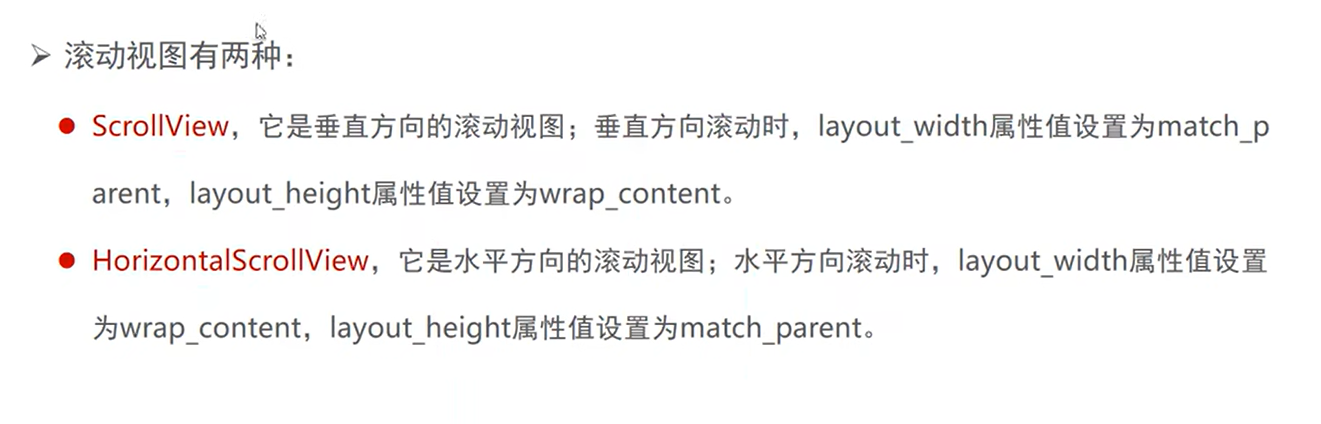 ➢ 滚动视图有两种：
● ScrollView，它是垂直方向的滚动视图；垂直方向滚动时，layout_width属性值设置为match_p
arent，layout_height属性值设置为wrap_content。
● HorizontalScrollView，它是水平方向的滚动视图；水平方向滚动时，layout_width属性值设置
为wrap_content，layout_height属性值设置为match_parent。